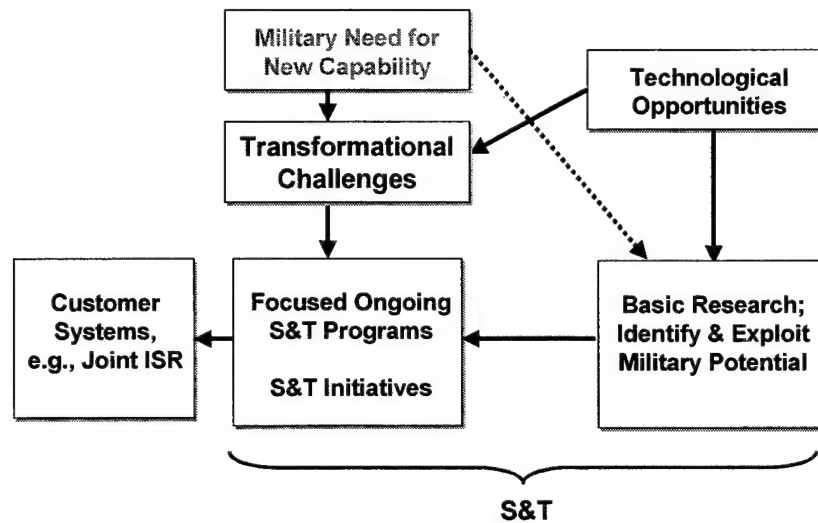 Military Need for
New Capability
Technological
Opportunities
Transformational
Challenges
Customer
Systems,
e.g., Joint ISR
Focused Ongoing
S&T Programs
S&T Initiatives
Basic Research;
Identify & Exploit
Military Potential
S&T